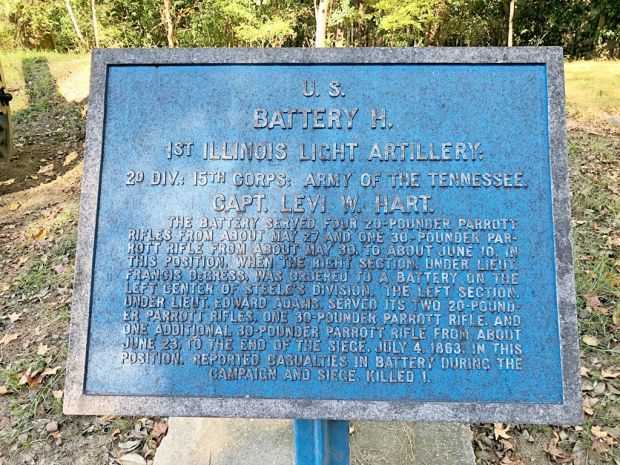 U. S.
BATTERY H.
1ST ILLINOIS LIGHT ARTILLERY;
2D DIV.; 15TH CORPS; ARMY OF THE TENNESSEE.
CAPT. LEVI W. HART.
THE BATTERY SERVED FOUR 20-POUNDER PARROTT
RIFLES FROM ABOUT MAY 27 AND ONE 30-POUNDER PAR-
ROTT RIFLE FROM ABOUT MAY 30, TO ABOUT JUNE 10, IN
THIS POSITION, WHEN THE RIGHT SECTION, UNDER LIEUT.
FRANCIS DEGRESS, WAS ORDERED TO A BATTERY ON THE
LEFT CENTER OF STEELE'S DIVISION. THE LEFT SECTION,
UNDER LIEUT. EDWARD ADAMS, SERVED ITS TWO 20-POUND-
ER PARROTT RIFLES, ONE 30-POUNDER PARROTT RIFLE, AND
ONE ADDITIONAL 30-POUNDER PARROTT RIFLE FROM ABOUT
JUNE 23, TO THE END OF THE SIEGE, JULY 4, 1863, IN THIS
POSITION. REPORTED CASUALTIES IN BATTERY DURING THE
CAMPAIGN AND SIEGE, KILLED 1.